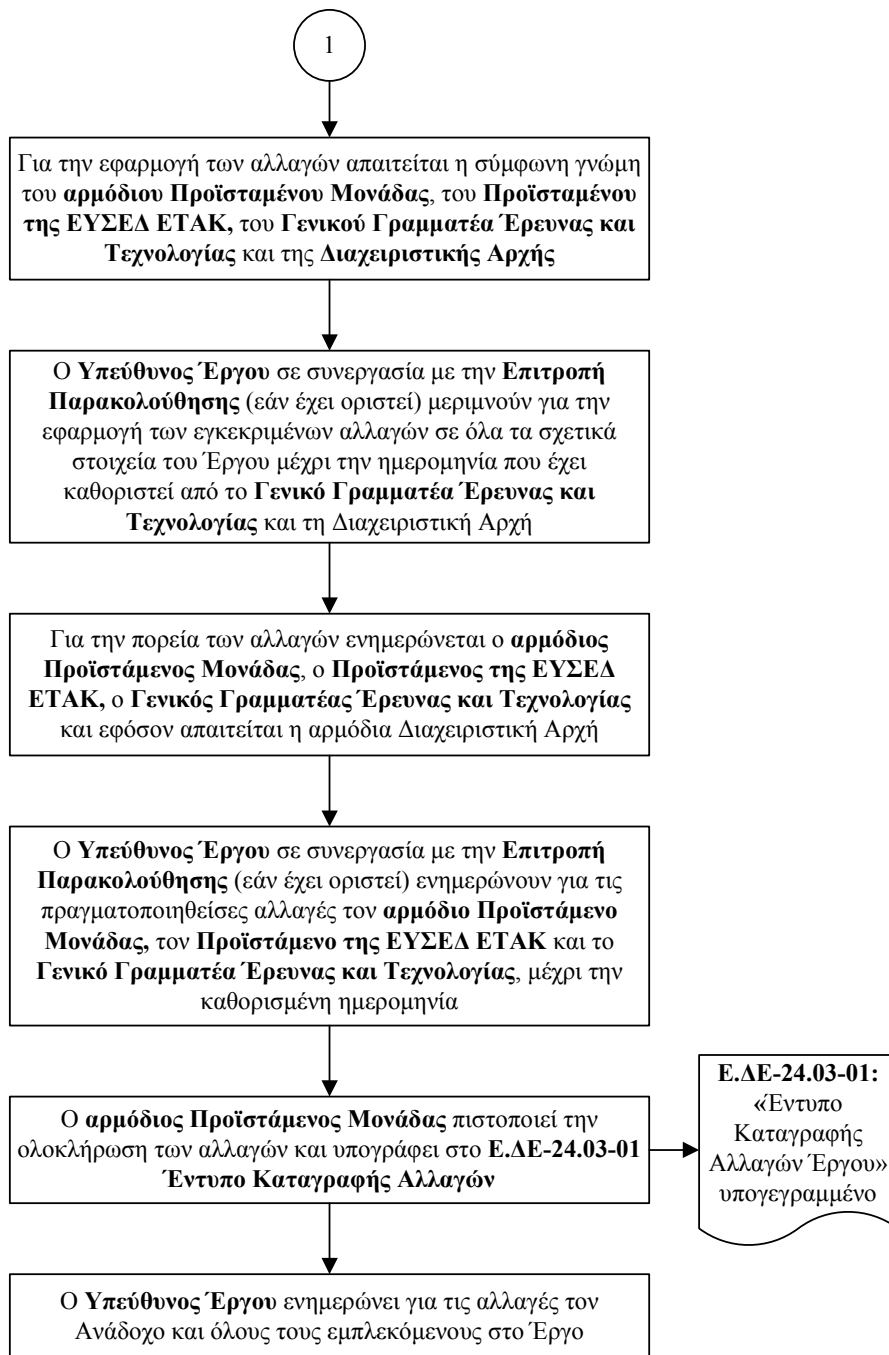 1
Για την εφαρμογή των αλλαγών απαιτείται η σύμφωνη γνώμη
του αρμόδιου Προϊσταμένου Μονάδας, του Προϊσταμένου
της ΕΥΣΕΔ ΕΤΑΚ, του Γενικού Γραμματέα Έρευνας και
Τεχνολογίας και της Διαχειριστικής Αρχής
Ο Υπεύθυνος Έργου σε συνεργασία με την Επιτροπή
Παρακολούθησης (εάν έχει οριστεί) μεριμνούν για την
εφαρμογή των εγκεκριμένων αλλαγών σε όλα τα σχετικά
στοιχεία του Έργου μέχρι την ημερομηνία που έχει
καθοριστεί από το Γενικό Γραμματέα Έρευνας και
Τεχνολογίας και τη Διαχειριστική Αρχή
Για την πορεία των αλλαγών ενημερώνεται ο αρμόδιος
Προϊστάμενος Μονάδας, ο Προϊστάμενος της ΕΥΣΕΔ
ΕΤΑΚ, ο Γενικός Γραμματέας Έρευνας και Τεχνολογίας
και εφόσον απαιτείται η αρμόδια Διαχειριστική Αρχή
Ο Υπεύθυνος Έργου σε συνεργασία με την Επιτροπή
Παρακολούθησης (εάν έχει οριστεί) ενημερώνουν για τις
πραγματοποιηθείσες αλλαγές τον αρμόδιο Προϊστάμενο
Μονάδας, τον Προϊστάμενο της ΕΥΣΕΔ ΕΤΑΚ και το
Γενικό Γραμματέα Έρευνας και Τεχνολογίας, μέχρι την
καθορισμένη ημερομηνία
Ο αρμόδιος Προϊστάμενος Μονάδας πιστοποιεί την
ολοκλήρωση των αλλαγών και υπογράφει στο Ε.ΔΕ-24.03-01
Έντυπο Καταγραφής Αλλαγών
Ε.ΔΕ-24.03-01:
«Έντυπο
Καταγραφής
Αλλαγών Έργου»
υπογεγραμμένο
Ο Υπεύθυνος Έργου ενημερώνει για τις αλλαγές τον
Ανάδοχο και όλους τους εμπλεκόμενους στο Έργο